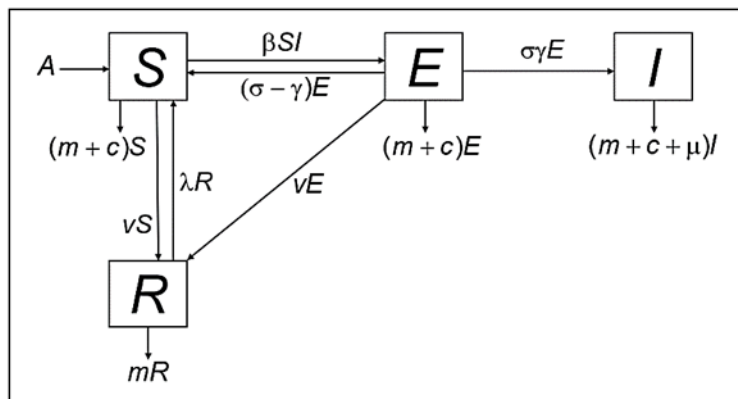 A
S
βSI
(σ – γ)E
E
σγE
I
(m + c)S
(m + c)E
(m + c + μ)I
λR
vE
vS
R
mR